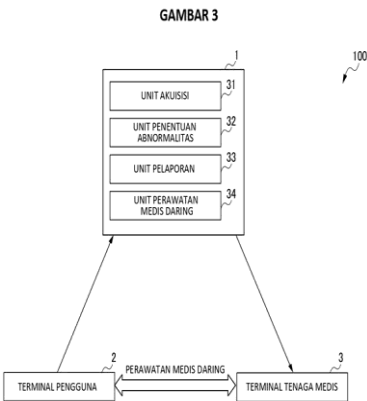 GAMBAR 3
1
100
31
UNIT AKUISISI
32
UNIT PENENTUAN
ABNORMALITAS
33
UNIT PELAPORAN
34
UNIT PERAWATAN
MEDIS DARING
2
PERAWATAN MEDIS DARING
3
TERMINAL PENGGUNA
TERMINAL TENAGA MEDIS